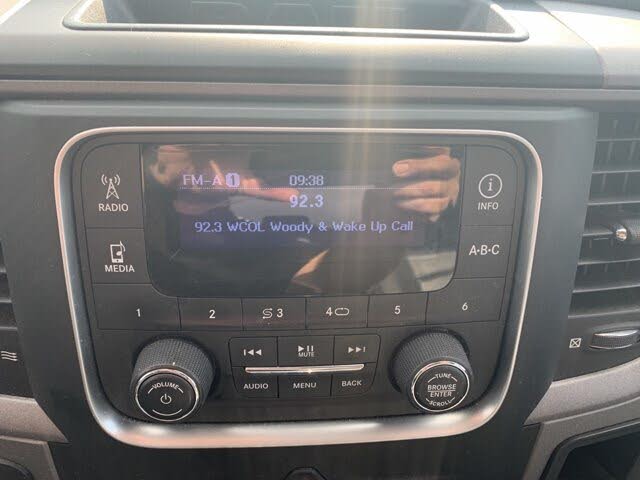 FM-A 1 09:38
92.3
92.3 WCOL Woody & Wake Up Call
RADIO
MEDIA
INFO
A-B-C
1 2 3 4 5 6
MUTE
AUDIO MENU BACK
VOLUME
TUNE
BROWSE
ENTER
SCROLL